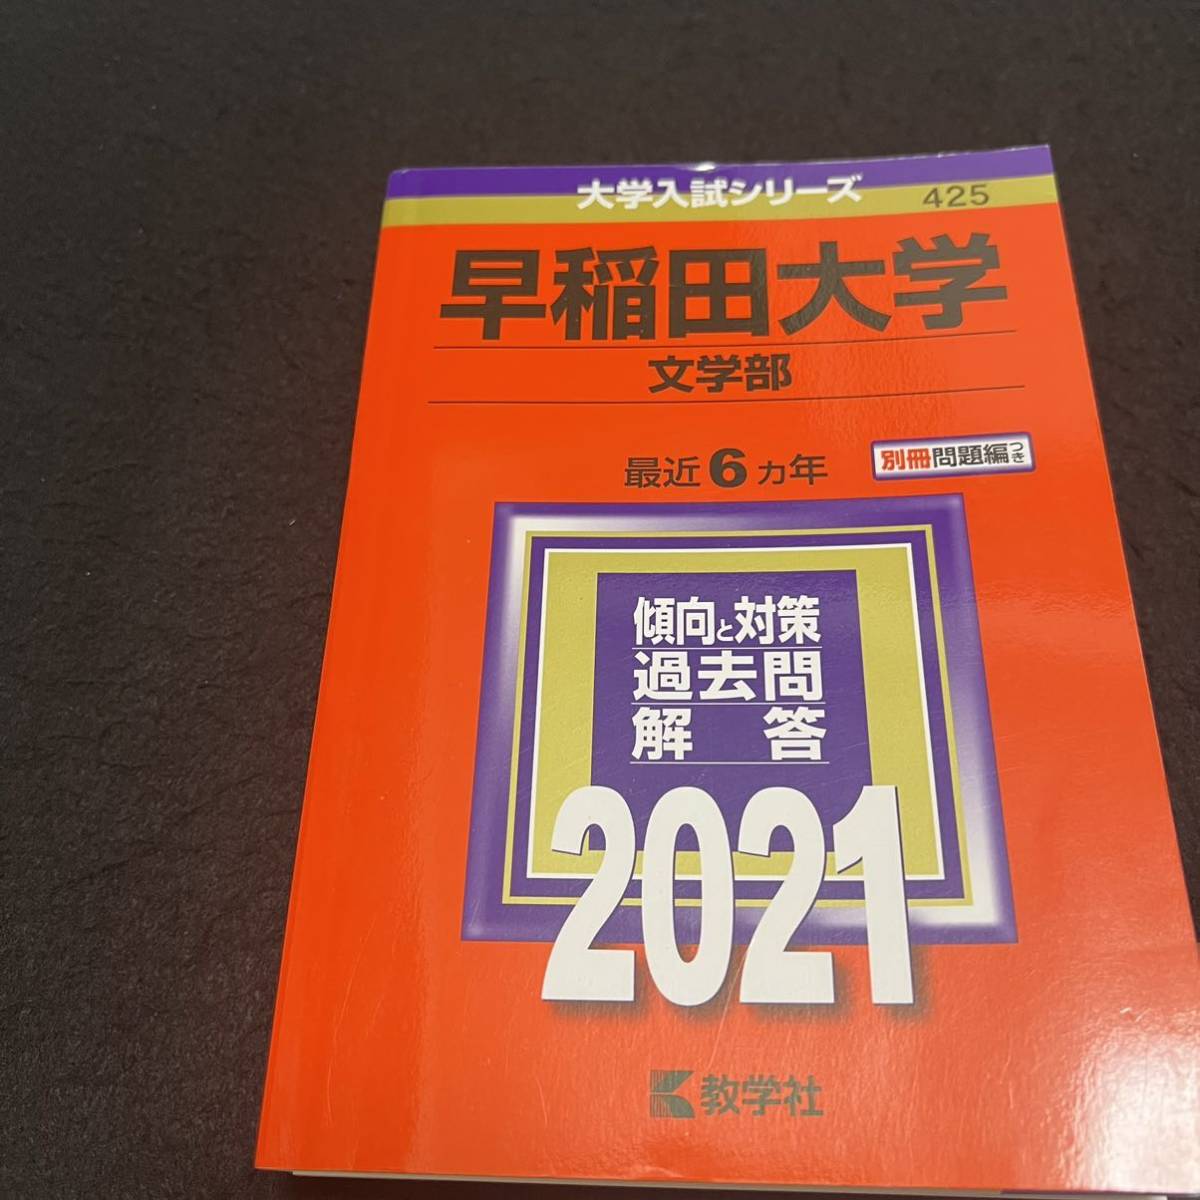 大学入試シリーズ 425
早稲田大学
文学部
最近6ヵ年 別冊問題編つき
傾向と対策
過去問
解答
2021
教学社